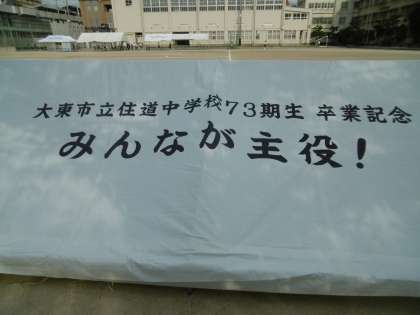 大東市立住道中学校73期生 卒業記念
みんなが主役!